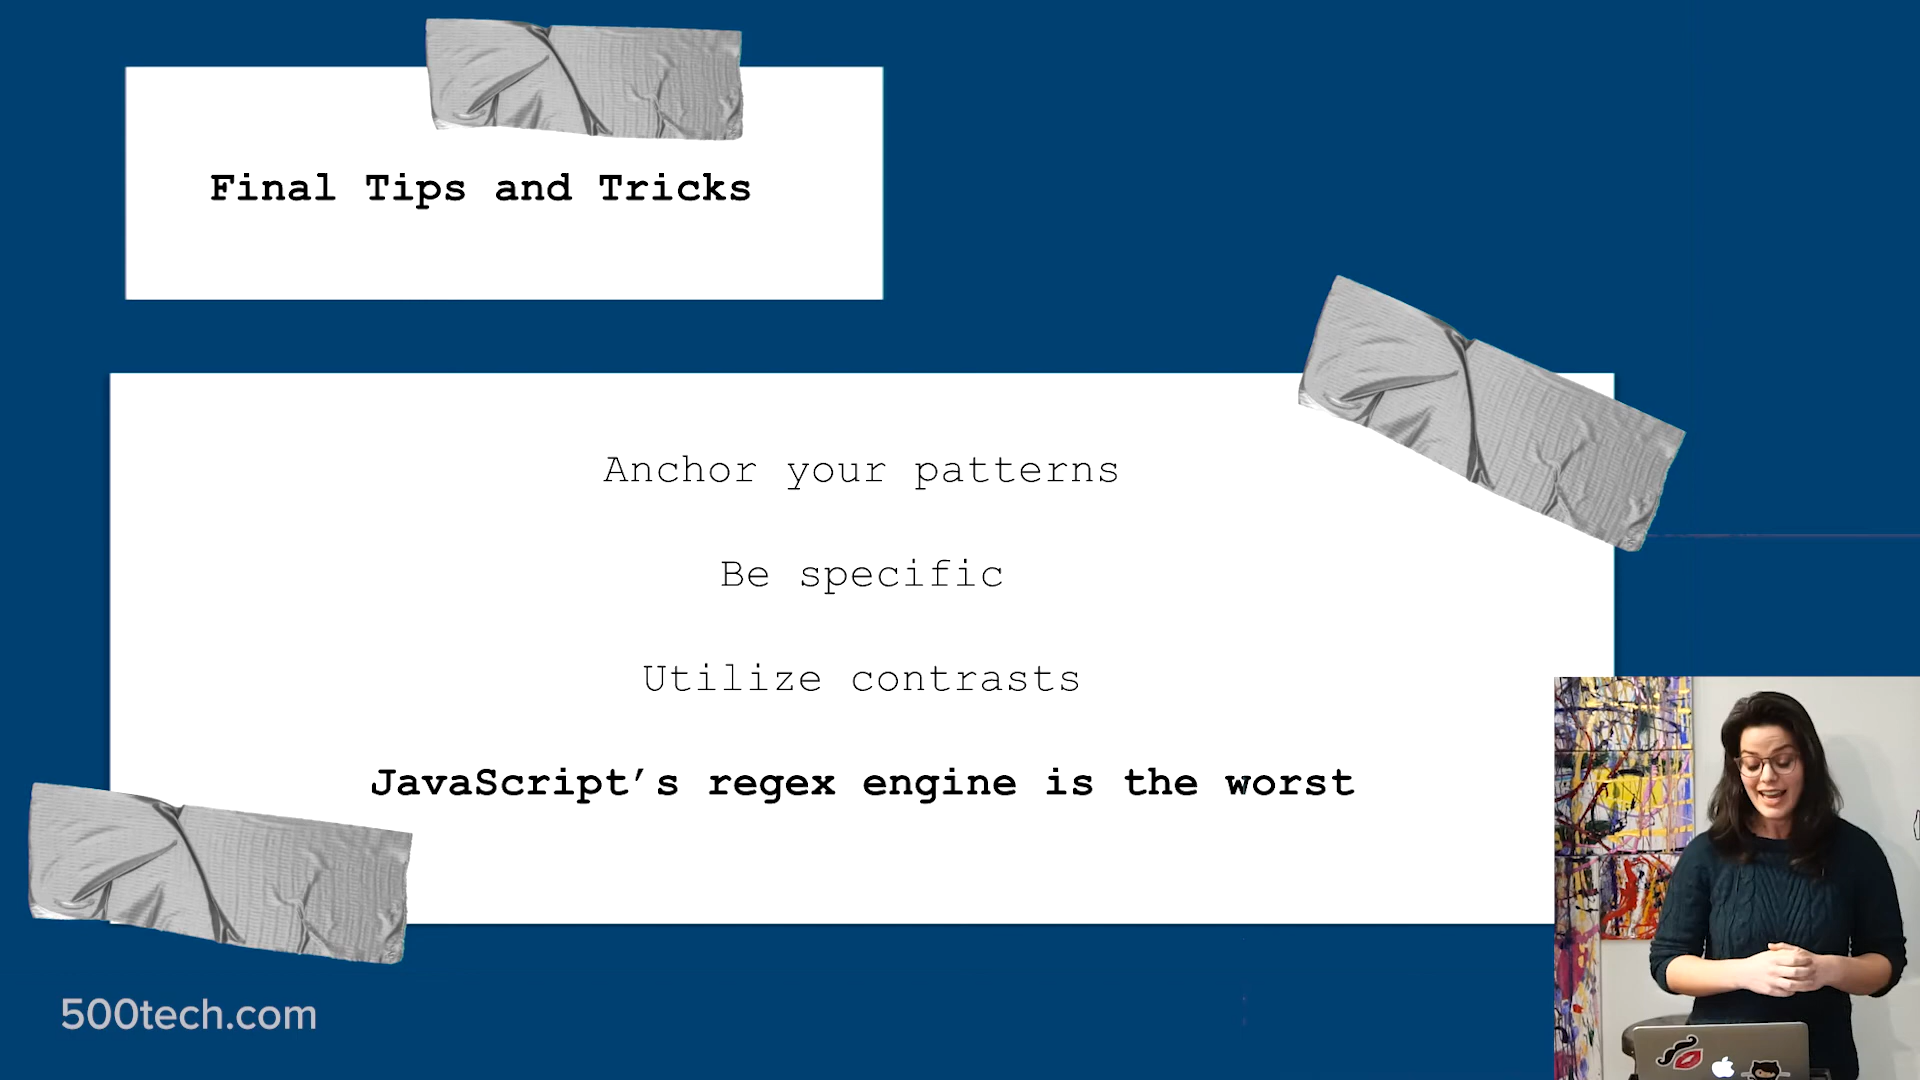 Final Tips and Tricks
Anchor your patterns
Be specific
Utilize contrasts
JavaScript’s regex engine is the worst
500tech.com